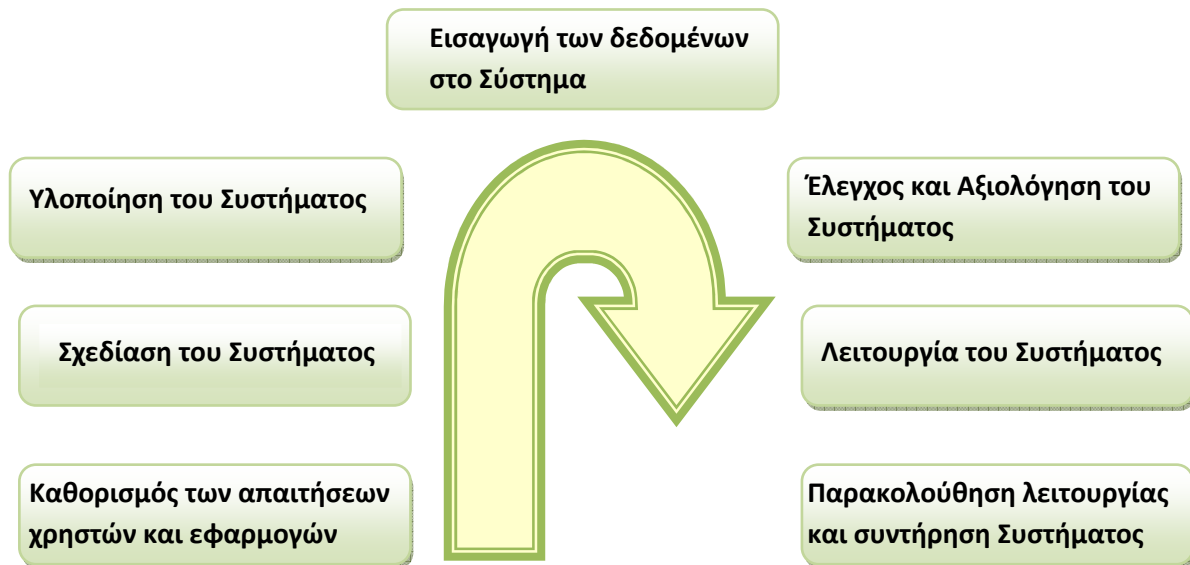 Εισαγωγή των δεδομένων
στο Σύστημα
Υλοποίηση του Συστήματος
Έλεγχος και Αξιολόγηση του
Συστήματος
Σχεδίαση του Συστήματος
Λειτουργία του Συστήματος
Καθορισμός των απαιτήσεων
χρηστών και εφαρμογών
Παρακολούθηση λειτουργίας
και συντήρηση Συστήματος